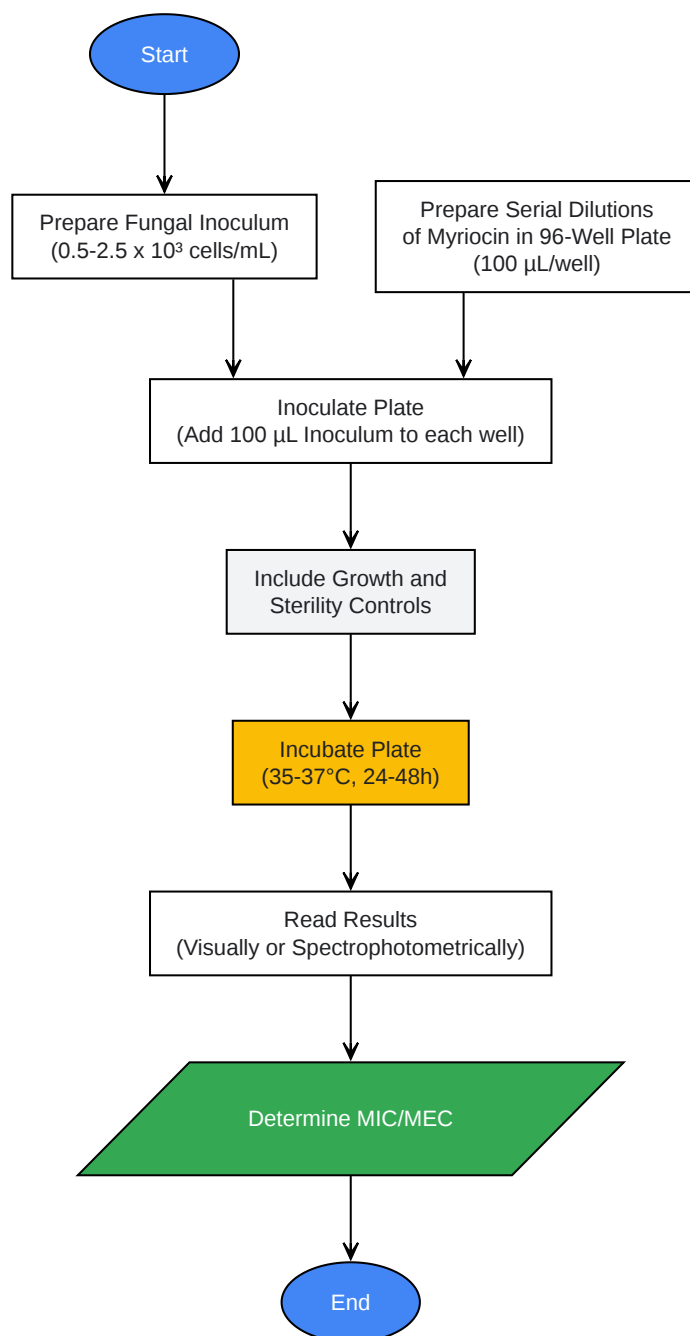 Start
Prepare Fungal Inoculum
(0.5-2.5 x 10³ cells/mL)
Prepare Serial Dilutions
of Myriocin in 96-Well Plate
(100 µL/well)
Inoculate Plate
(Add 100 µL Inoculum to each well)
Include Growth and
Sterility Controls
Incubate Plate
(35-37°C, 24-48h)
Read Results
(Visually or Spectrophotometrically)
Determine MIC/MEC
End